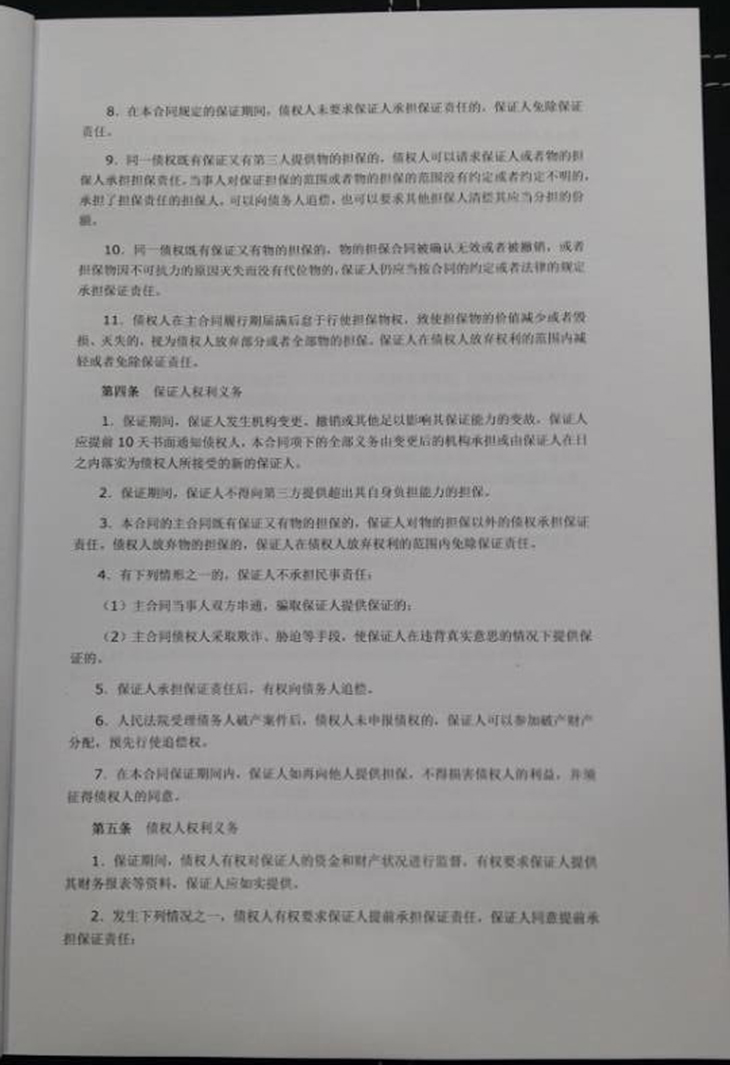 8．在本合同规定的保证期间，债权人未要求保证人承担保证责任的，保证人免除保证
责任。
9．同一债权既有保证又有第三人提供物的担保的，债权人可以请求保证人或者物的担
保人承担担保责任。当事人对保证担保的范围或者物的担保的范围没有约定或者约定不明的，
承担了担保责任的担保人，可以向债务人追偿，也可以要求其他担保人清偿其应当分担的份
额。
10．同一债权既有保证又有物的担保的，物的担保合同被确认无效或者被撤销，或者
担保物因不可抗力的原因灭失而没有代位物的，保证人仍应当按合同的约定或者法律的规定
承担保证责任。
11．债权人在主合同履行期届满后怠于行使担保物权，致使担保物的价值减少或者毁
损、灭失的，视为债权人放弃部分或者全部物的担保。保证人在债权人放弃权利的范围内减
轻或者免除保证责任。
第四条 保证人权利义务
1．保证期间，保证人发生机构变更、撤销或其他足以影响其保证能力的变故，保证人
应提前 10 天书面通知债权人，本合同项下的全部义务由变更后的机构承担或由保证人在日
之内落实为债权人所接受的新的保证人。
2．保证期间，保证人不得向第三方提供超出其自身负担能力的担保。
3．本合同的主合同既有保证又有物的担保的，保证人对物的担保以外的债权承担保证
责任。债权人放弃物的担保的，保证人在债权人放弃权利的范围内免除保证责任。
4．有下列情形之一的，保证人不承担民事责任：
（1）主合同当事人双方串通，骗取保证人提供保证的；
（2）主合同债权人采取欺诈、胁迫等手段，使保证人在违背真实意思的情况下提供保
证的。
5．保证人承担保证责任后，有权向债务人追偿。
6．人民法院受理债务人破产案件后，债权人未申报债权的，保证人可以参加破产财产
分配，预先行使追偿权。
7．在本合同保证期间内，保证人如再向他人提供担保，不得损害债权人的利益，并须
征得债权人的同意。
第五条 债权人权利义务
1．保证期间，债权人有权对保证人的资金和财产状况进行监督，有权要求保证人提供
其财务报表等资料，保证人应如实提供。
2．发生下列情况之一，债权人有权要求保证人提前承担保证责任，保证人同意提前承
担保证责任：